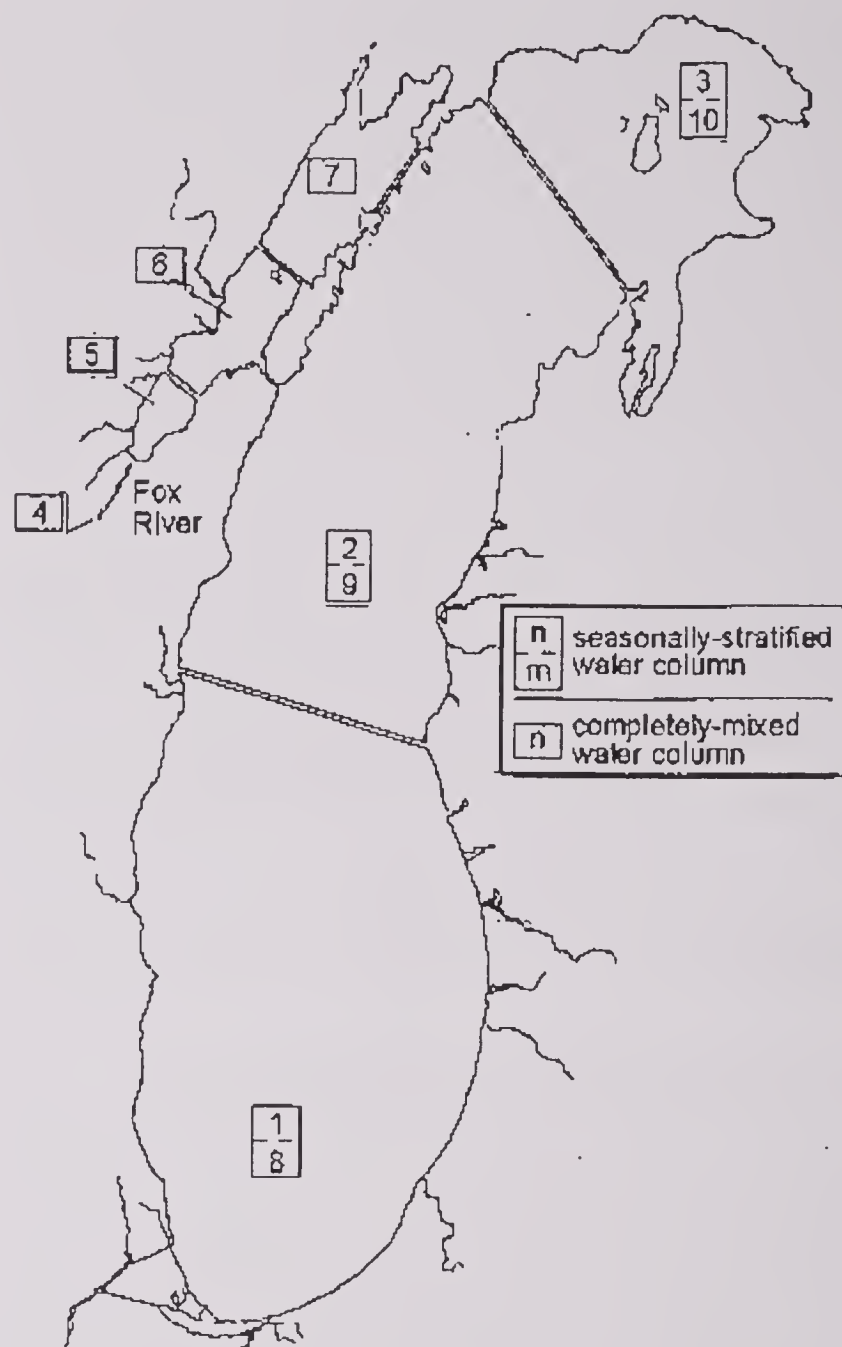 3
10
7
6
5
4
Fox
River
2
9
n
m
seasonally-stratified
water column
n
completely-mixed
water column
1
8